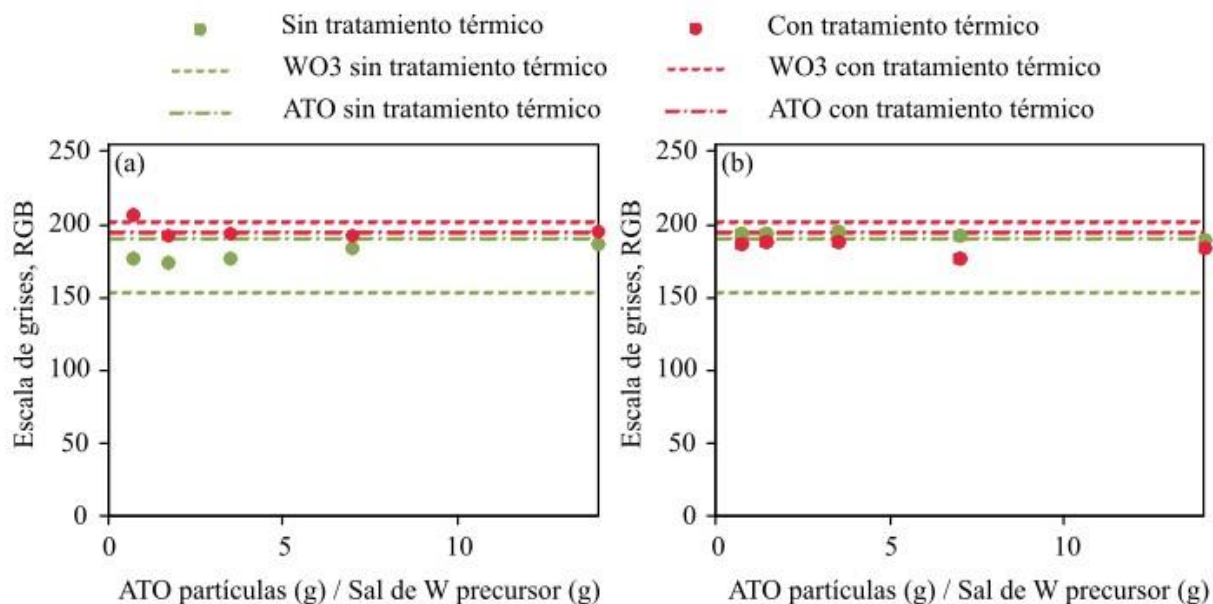 Sin tratamiento térmico
Con tratamiento térmico
WO3 sin tratamiento térmico
WO3 con tratamiento térmico
ATO sin tratamiento térmico
ATO con tratamiento térmico
(a)
Escala de grises, RGB
250
200
150
100
50
0
0 5 10
ATO partículas (g) / Sal de W precursor (g)
(b)
Escala de grises, RGB
250
200
150
100
50
0
0 5 10
ATO partículas (g) / Sal de W precursor (g)